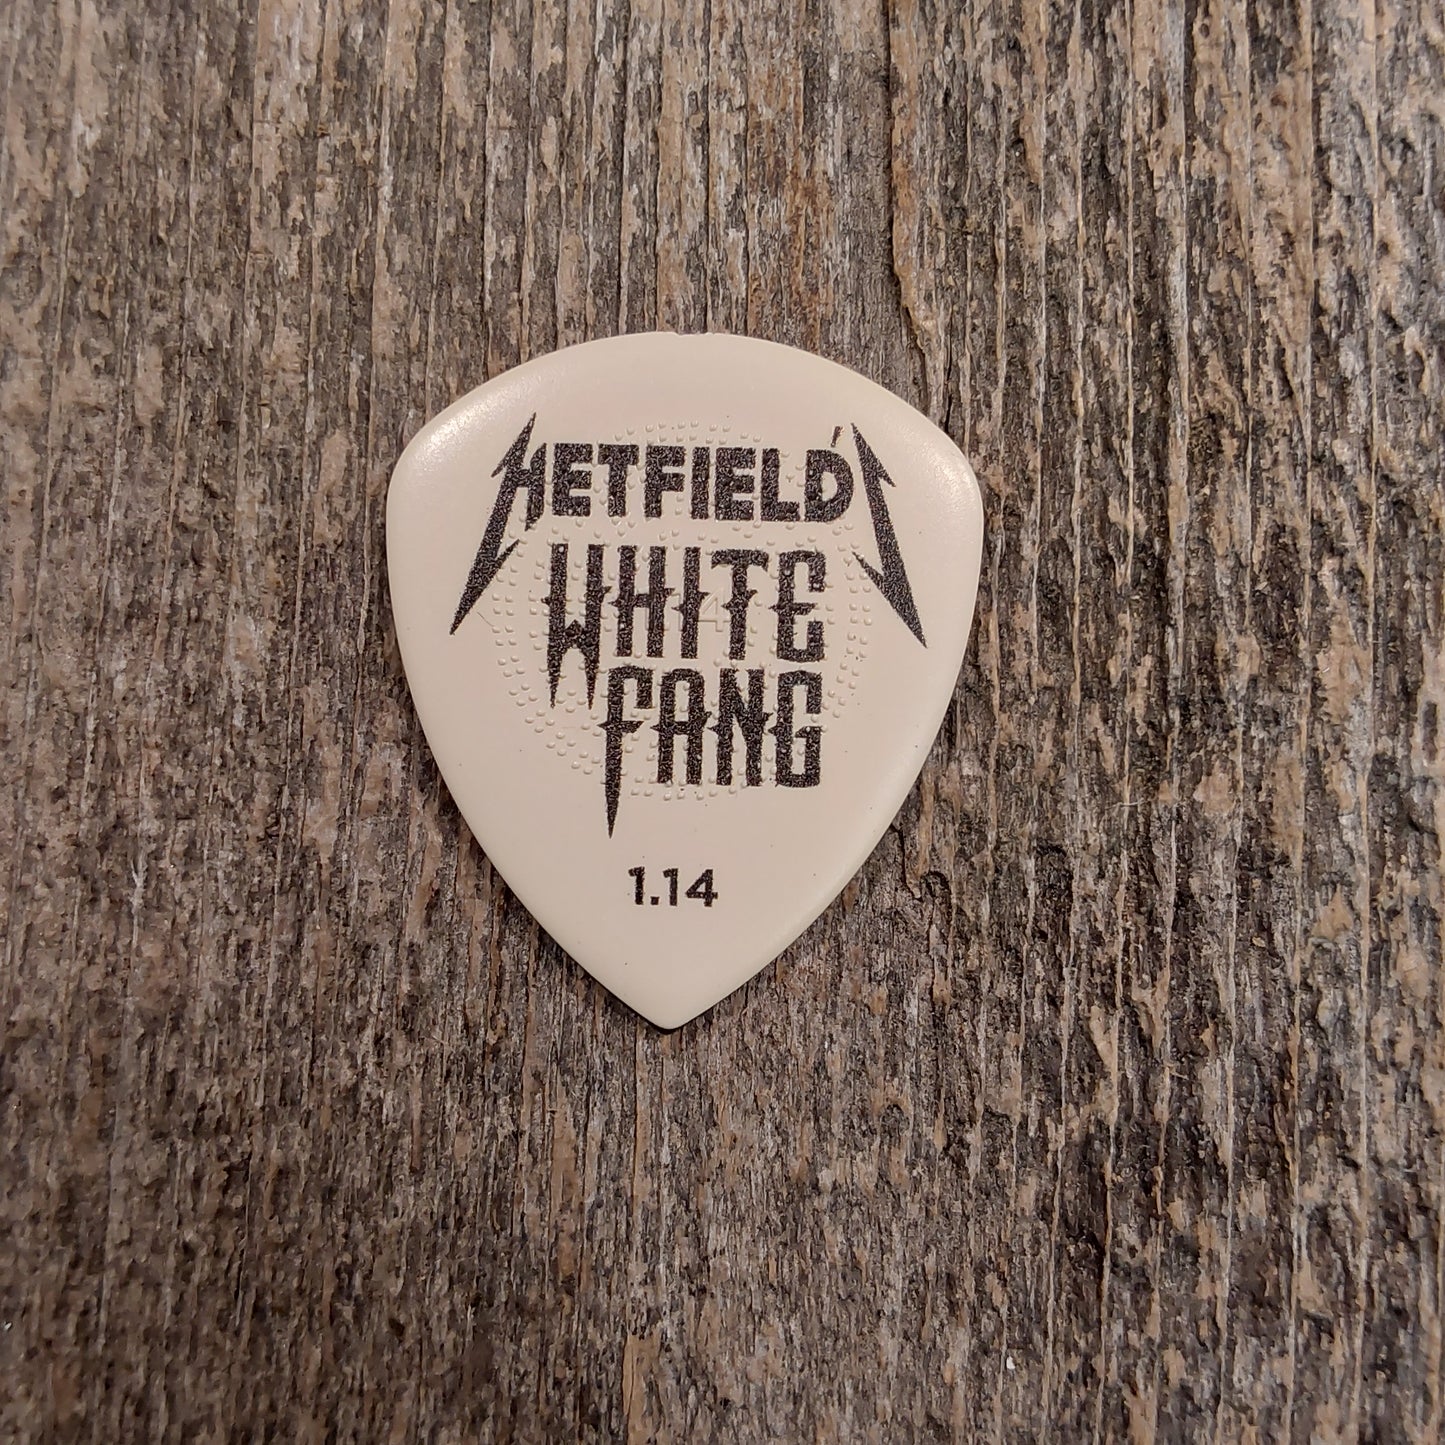 HETFIELD'S
WHITE
FANG
1.14